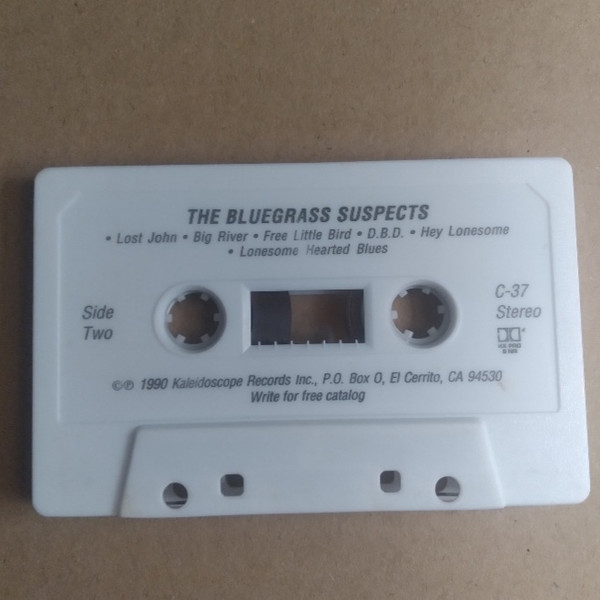 THE BLUEGRASS SUSPECTS
• Lost John • Big River • Free Little Bird • D.B.D. • Hey Lonesome
• Lonesome Hearted Blues
Side
Two
C-37
Stereo
©℗ 1990 Kaleidoscope Records Inc., P.O. Box O, El Cerrito, CA 94530
Write for free catalog